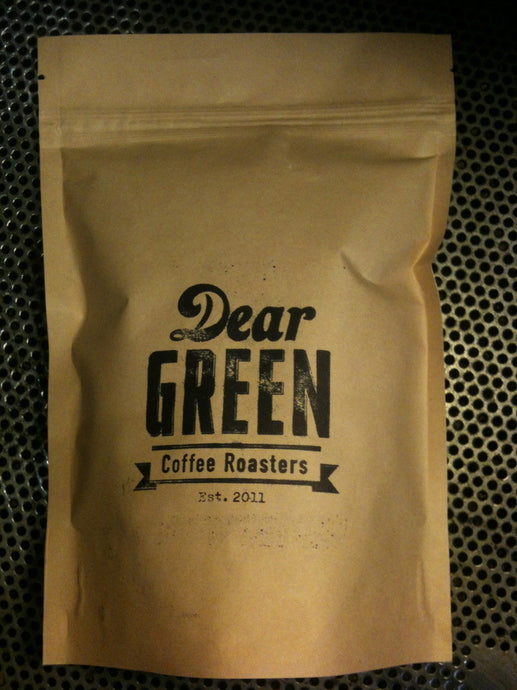 Dear
GREEN
Coffee Roasters
Est. 2011